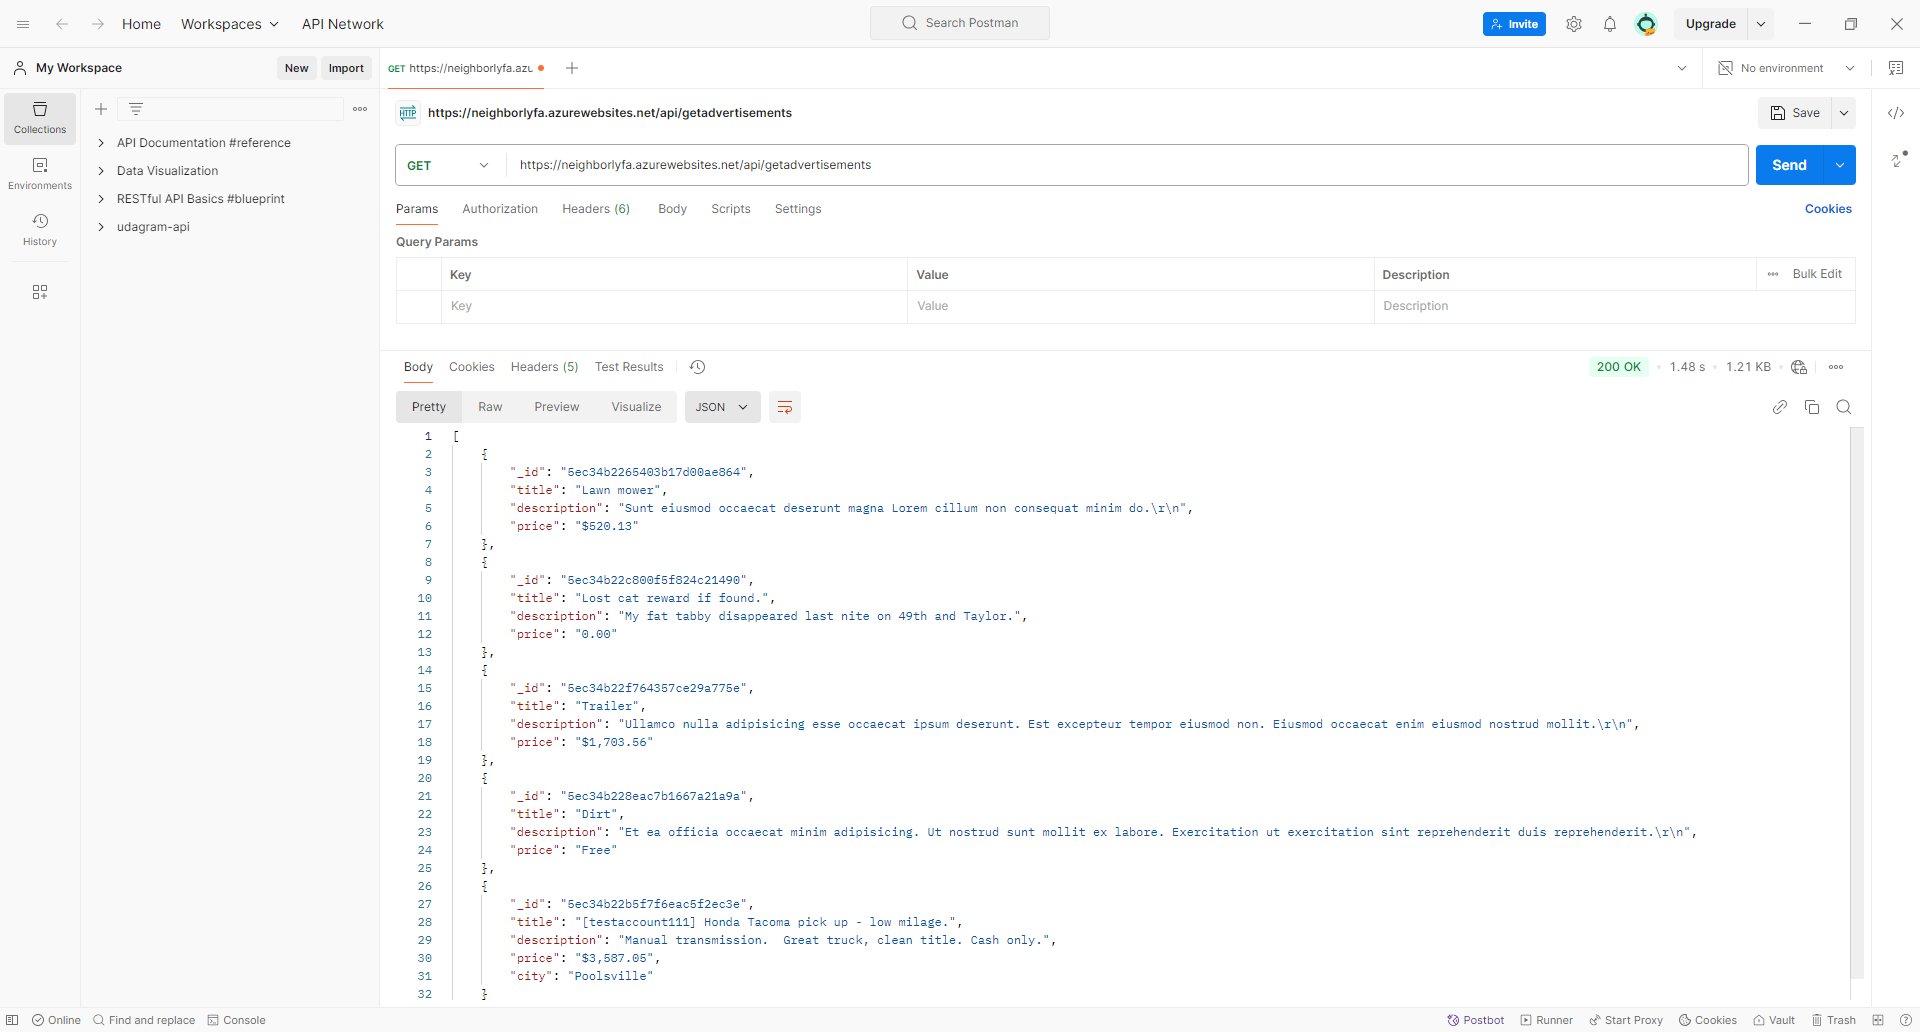 Home Workspaces API Network Search Postman Invite Upgrade
My Workspace New Import GET https://neighborlyfa.azu No environment
Collections
Environments
History
API Documentation #reference
Data Visualization
RESTful API Basics #blueprint
udagram-api
HTTP https://neighborlyfa.azurewebsites.net/api/getadvertisements Save
GET https://neighborlyfa.azurewebsites.net/api/getadvertisements Send
Params Authorization Headers (6) Body Scripts Settings Cookies
Query Params
Key Value Description Bulk Edit
Key Value Description
Body Cookies Headers (5) Test Results 200 OK 1.48 s 1.21 KB
Pretty Raw Preview Visualize JSON
1 [
2 {
3 "_id": "5ec34b2265403b17d00ae864",
4 "title": "Lawn mower",
5 "description": "Sunt eiusmod occaecat deserunt magna Lorem cillum non consequat minim do.\r\n",
6 "price": "$520.13"
7 },
8 {
9 "_id": "5ec34b22c800f5f824c21490",
10 "title": "Lost cat reward if found.",
11 "description": "My fat tabby disappeared last nite on 49th and Taylor.",
12 "price": "0.00"
13 },
14 {
15 "_id": "5ec34b22f764357ce29a775e",
16 "title": "Trailer",
17 "description": "Ullamco nulla adipisicing esse occaecat ipsum deserunt. Est excepteur tempor eiusmod non. Eiusmod occaecat enim eiusmod nostrud mollit.\r\n",
18 "price": "$1,703.56"
19 },
20 {
21 "_id": "5ec34b228eac7b1667a21a9a",
22 "title": "Dirt",
23 "description": "Et ea officia occaecat minim adipisicing. Ut nostrud sunt mollit ex labore. Exercitation ut exercitation sint reprehenderit duis reprehenderit.\r\n",
24 "price": "Free"
25 },
26 {
27 "_id": "5ec34b22b5f7f6eac5f2ec3e",
28 "title": "[testaccount111] Honda Tacoma pick up - low milage.",
29 "description": "Manual transmission.  Great truck, clean title. Cash only.",
30 "price": "$3,587.05",
31 "city": "Poolsville"
32 }
Online Find and replace Console Postbot Runner Start Proxy Cookies Vault Trash